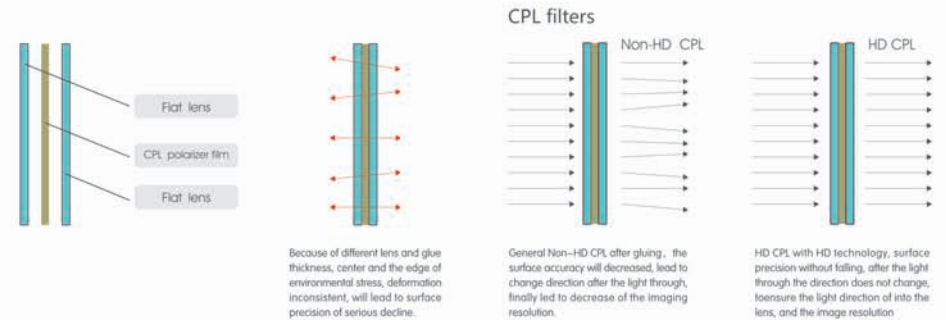 CPL filters
Flat lens
CPL polarizer film
Flat lens
Because of different lens and glue
thickness, center and the edge of
environmental stress, deformation
inconsistent, will lead to surface
precision of serious decline.
Non-HD CPL
General Non-HD CPL after gluing, the
surface accuracy will decreased, lead to
change direction after the light through,
finally led to decrease of the imaging
resolution.
HD CPL
HD CPL with HD technology, surface
precision without falling, after the light
through the direction does not change,
toensure the light direction of into the
lens, and the image resolution